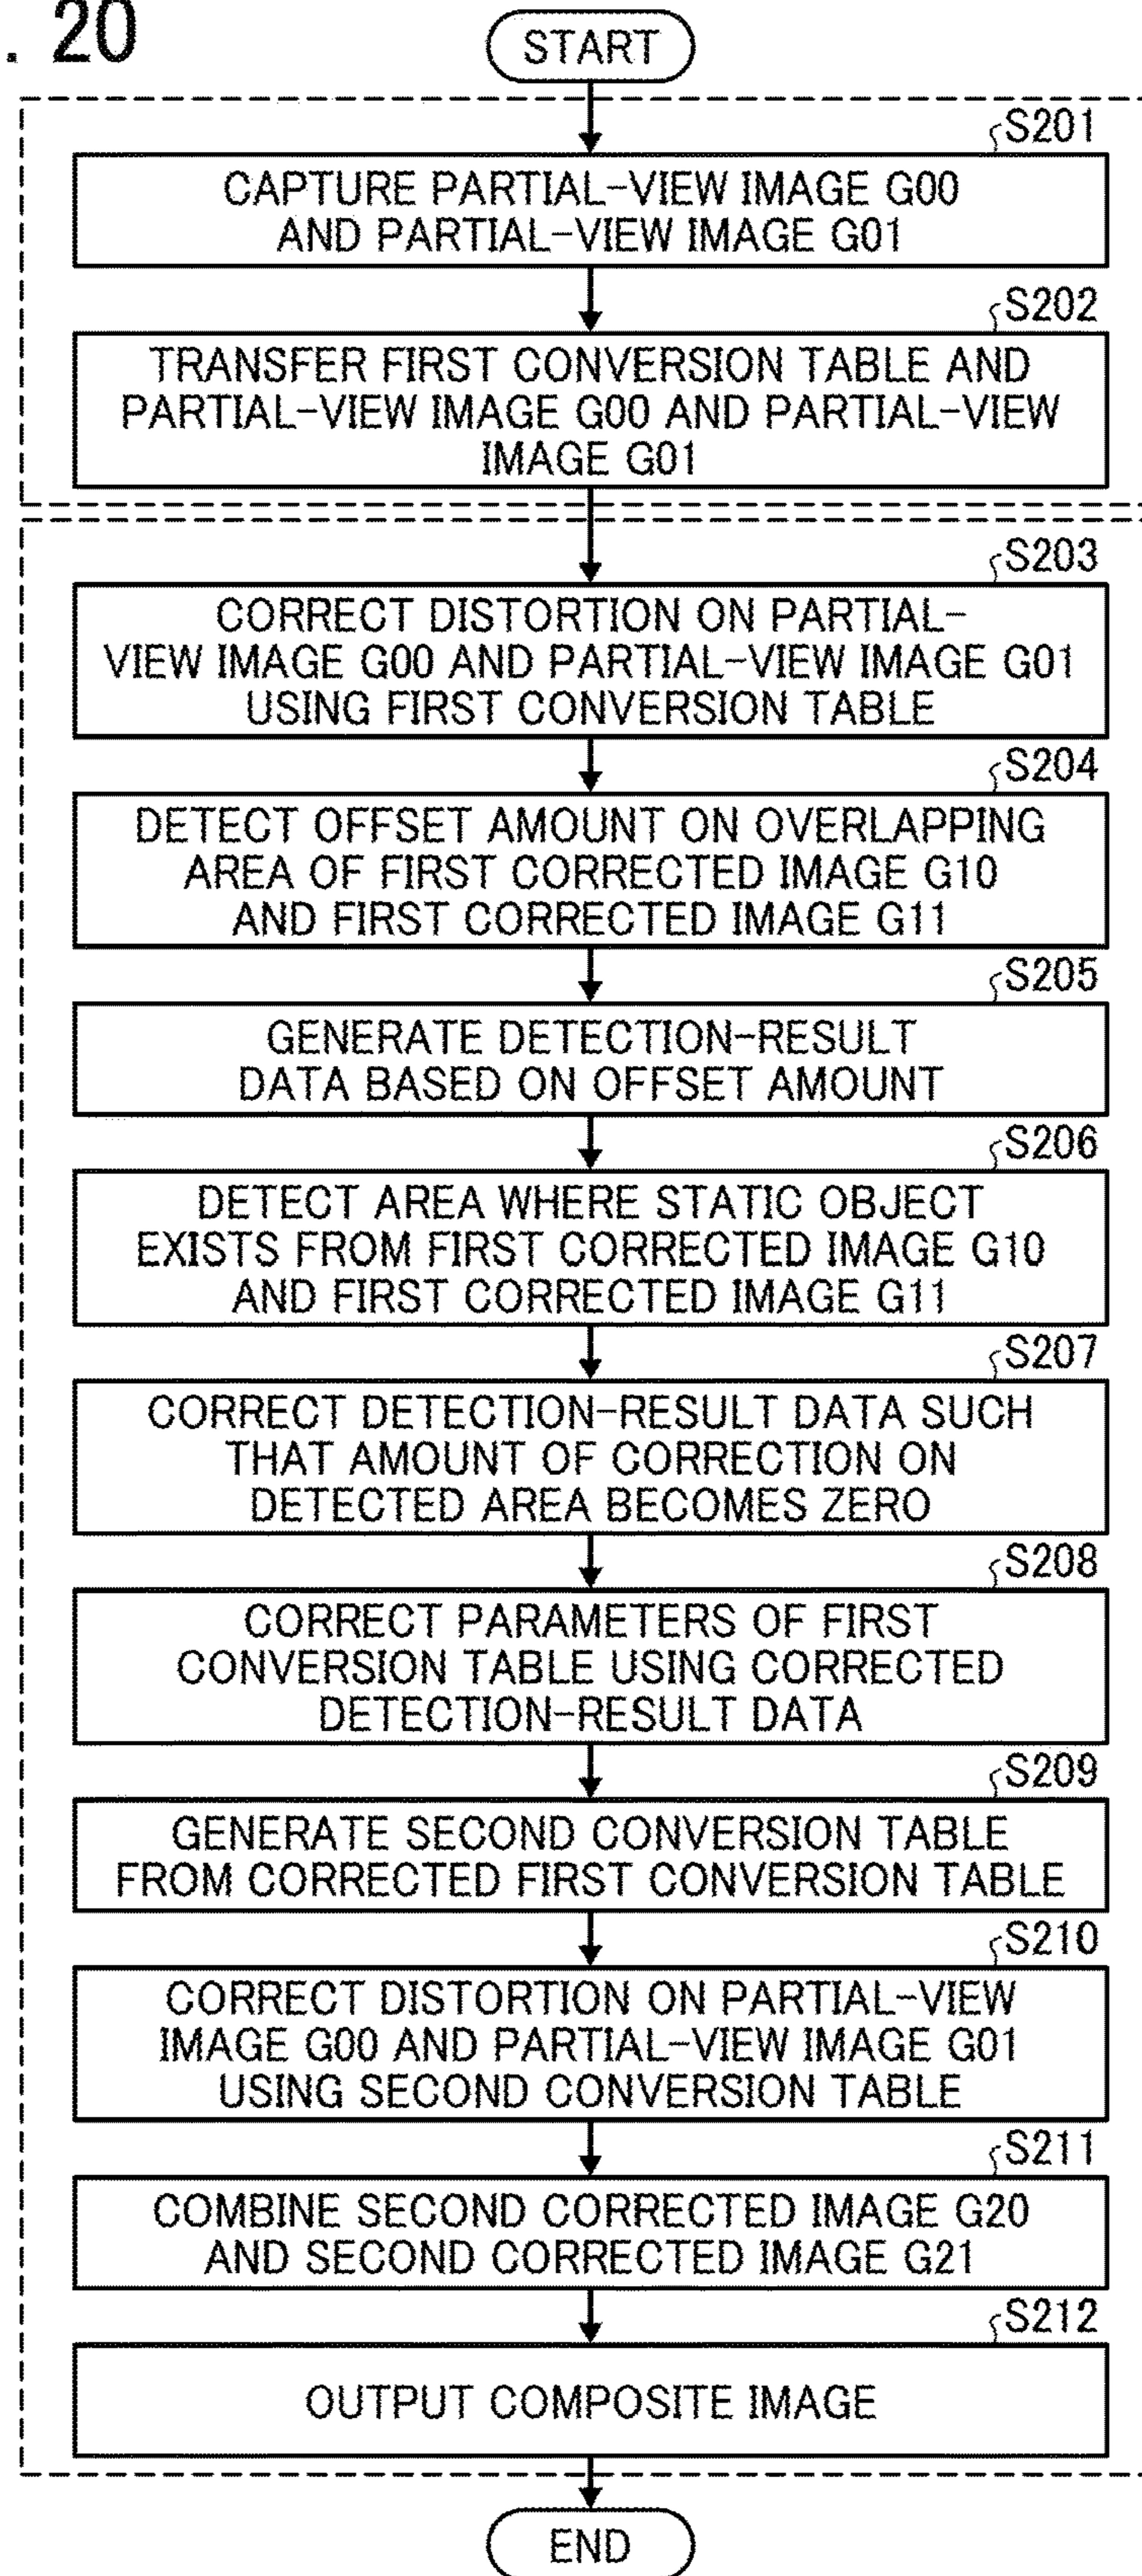 . 20
START
S201
CAPTURE PARTIAL-VIEW IMAGE G00
AND PARTIAL-VIEW IMAGE G01
S202
TRANSFER FIRST CONVERSION TABLE AND
PARTIAL-VIEW IMAGE G00 AND PARTIAL-VIEW
IMAGE G01
S203
CORRECT DISTORTION ON PARTIAL-
VIEW IMAGE G00 AND PARTIAL-VIEW IMAGE G01
USING FIRST CONVERSION TABLE
S204
DETECT OFFSET AMOUNT ON OVERLAPPING
AREA OF FIRST CORRECTED IMAGE G10
AND FIRST CORRECTED IMAGE G11
S205
GENERATE DETECTION-RESULT
DATA BASED ON OFFSET AMOUNT
S206
DETECT AREA WHERE STATIC OBJECT
EXISTS FROM FIRST CORRECTED IMAGE G10
AND FIRST CORRECTED IMAGE G11
S207
CORRECT DETECTION-RESULT DATA SUCH
THAT AMOUNT OF CORRECTION ON
DETECTED AREA BECOMES ZERO
S208
CORRECT PARAMETERS OF FIRST
CONVERSION TABLE USING CORRECTED
DETECTION-RESULT DATA
S209
GENERATE SECOND CONVERSION TABLE
FROM CORRECTED FIRST CONVERSION TABLE
S210
CORRECT DISTORTION ON PARTIAL-VIEW
IMAGE G00 AND PARTIAL-VIEW IMAGE G01
USING SECOND CONVERSION TABLE
S211
COMBINE SECOND CORRECTED IMAGE G20
AND SECOND CORRECTED IMAGE G21
S212
OUTPUT COMPOSITE IMAGE
END